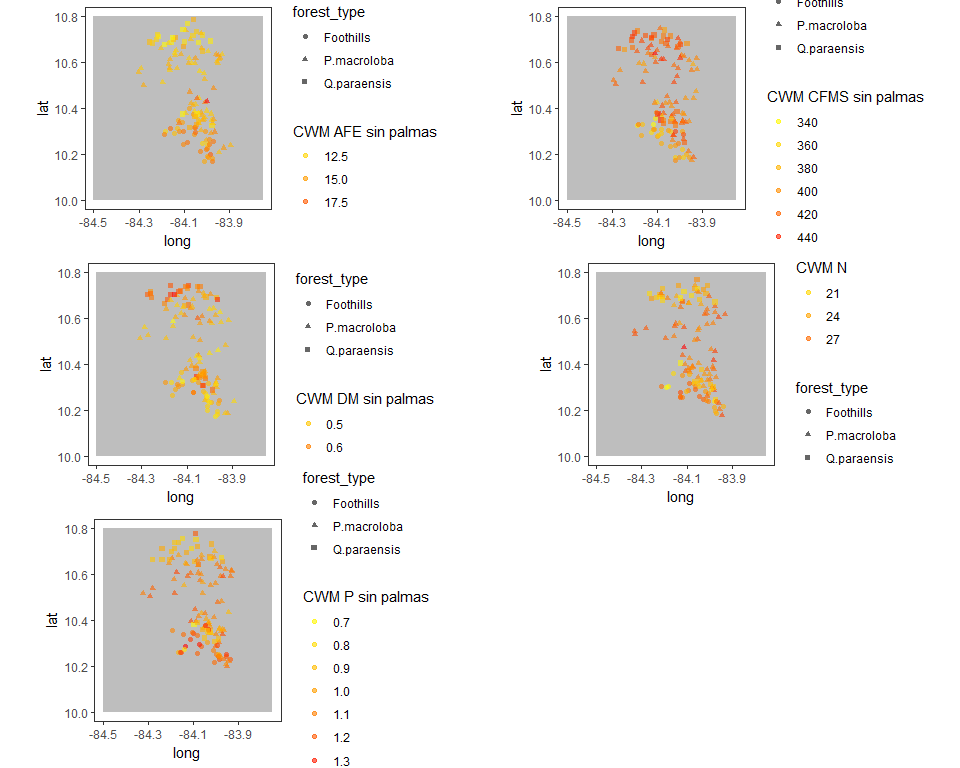 10.8
10.6
10.4
10.2
10.0
lat
-84.5 -84.3 -84.1 -83.9
long
forest_type
Foothills
P.macroloba
Q.paraensis
CWM AFE sin palmas
12.5
15.0
17.5
10.8
10.6
10.4
10.2
10.0
lat
-84.5 -84.3 -84.1 -83.9
long
Foothills
P.macroloba
Q.paraensis
CWM CFMS sin palmas
340
360
380
400
420
440
10.8
10.6
10.4
10.2
10.0
lat
-84.5 -84.3 -84.1 -83.9
long
forest_type
Foothills
P.macroloba
Q.paraensis
CWM DM sin palmas
0.5
0.6
10.8
10.6
10.4
10.2
10.0
lat
-84.5 -84.3 -84.1 -83.9
long
CWM N
21
24
27
forest_type
Foothills
P.macroloba
Q.paraensis
10.8
10.6
10.4
10.2
10.0
lat
-84.5 -84.3 -84.1 -83.9
long
forest_type
Foothills
P.macroloba
Q.paraensis
CWM P sin palmas
0.7
0.8
0.9
1.0
1.1
1.2
1.3